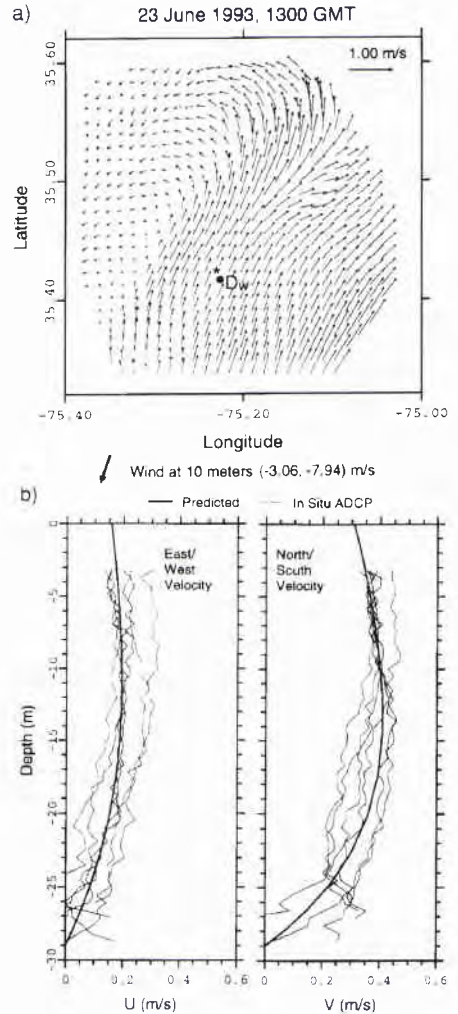 a)
23 June 1993, 1300 GMT
1.00 m/s
35.60
35.50
35.40
Latitude
* Dw
-75.40 -75.20 -75.00
Longitude
Wind at 10 meters (-3.06, -7.94) m/s
b)
Predicted In Situ ADCP
East/
West
Velocity
North/
South
Velocity
0
-5
-10
-15
-20
-25
-30
Depth (m)
0 0.2 0.4 0.6
0 0.2 0.4 0.6
U (m/s)
V (m/s)